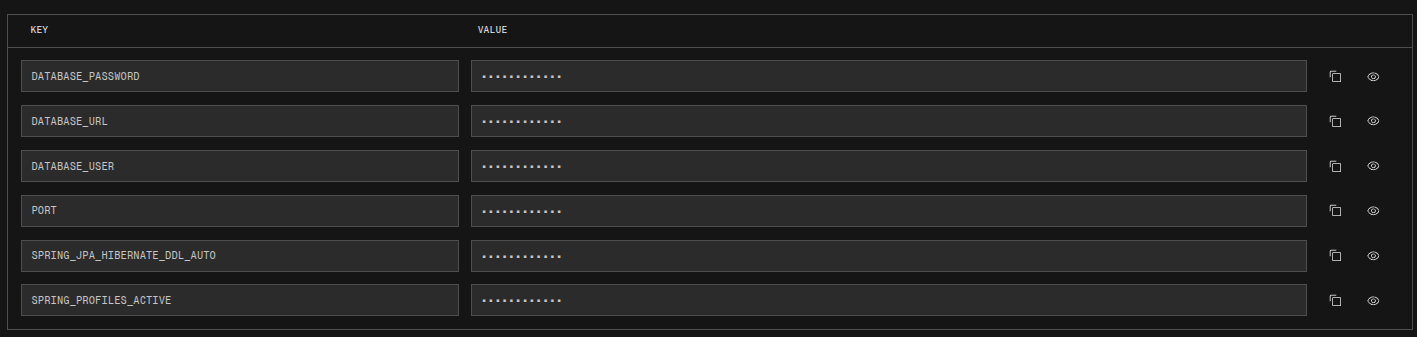 KEY VALUE
DATABASE_PASSWORD ••••••••••••
DATABASE_URL ••••••••••••
DATABASE_USER ••••••••••••
PORT ••••••••••••
SPRING_JPA_HIBERNATE_DDL_AUTO ••••••••••••
SPRING_PROFILES_ACTIVE ••••••••••••